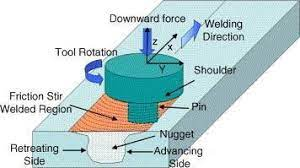 Downward force
Welding
Direction
Z
X
Y
Tool Rotation
Shoulder
Friction Stir
Welded Region
Pin
Nugget
Retreating
Side
Advancing
Side